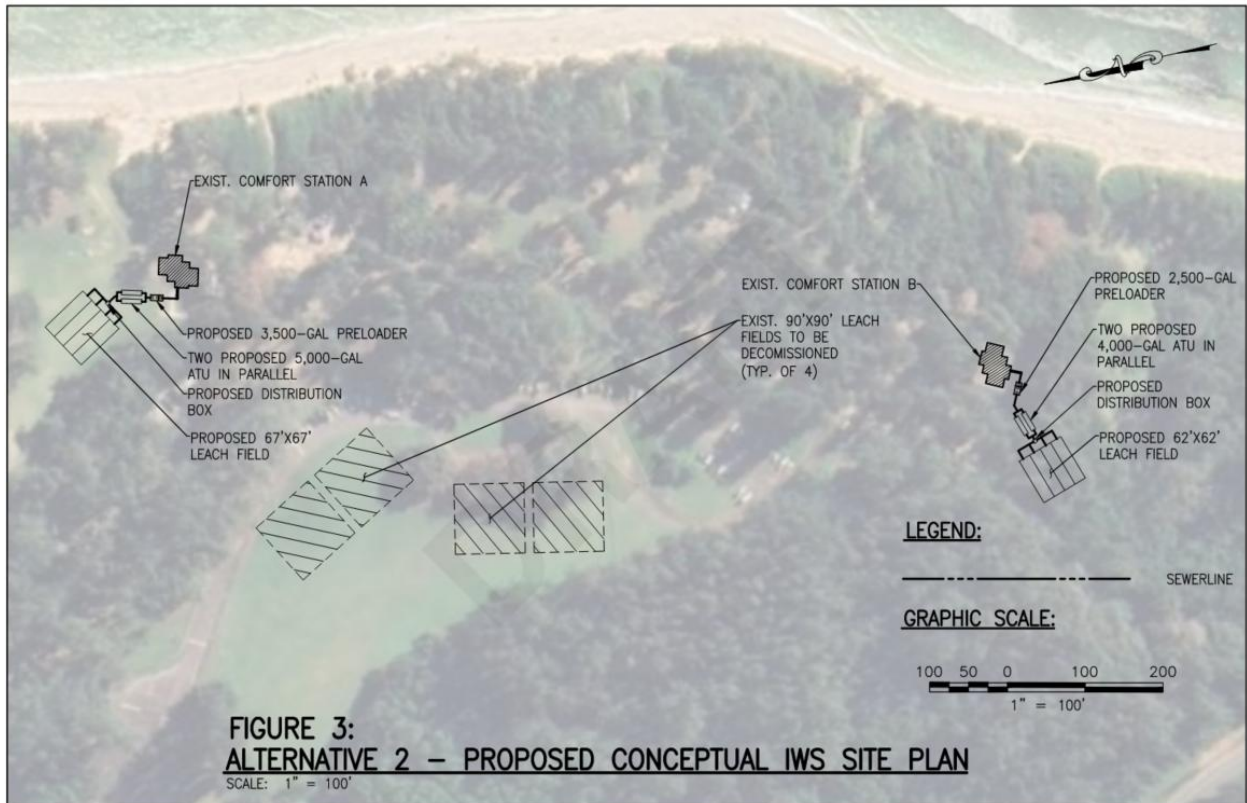 EXIST. COMFORT STATION A
PROPOSED 3,500-GAL PRELOADER
TWO PROPOSED 5,000-GAL
ATU IN PARALLEL
PROPOSED DISTRIBUTION
BOX
PROPOSED 67'X67'
LEACH FIELD
EXIST. COMFORT STATION B
EXIST. 90'X90' LEACH
FIELDS TO BE
DECOMISSIONED
(TYP. OF 4)
PROPOSED 2,500-GAL
PRELOADER
TWO PROPOSED
4,000-GAL ATU IN
PARALLEL
PROPOSED
DISTRIBUTION BOX
PROPOSED 62'X62'
LEACH FIELD
LEGEND:
SEWERLINE
GRAPHIC SCALE:
100 50 0 100 200
1" = 100'
FIGURE 3:
ALTERNATIVE 2 – PROPOSED CONCEPTUAL IWS SITE PLAN
SCALE: 1" = 100'